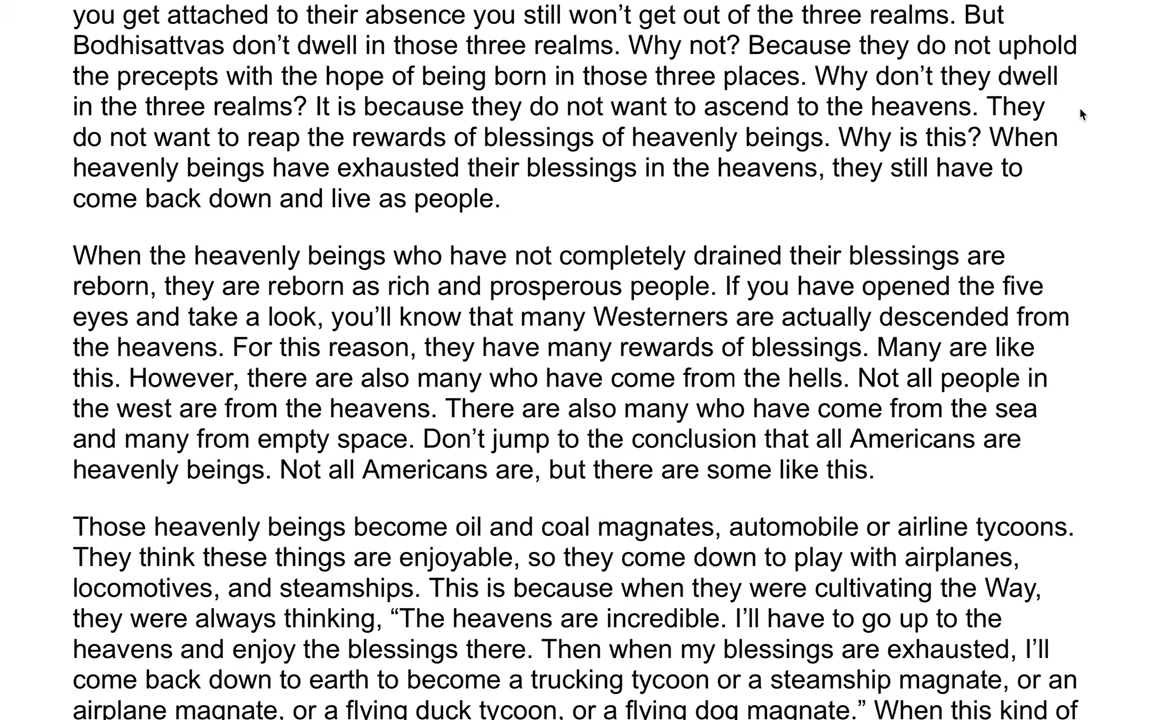 you get attached to their absence you still won’t get out of the three realms. But
Bodhisattvas don’t dwell in those three realms. Why not? Because they do not uphold
the precepts with the hope of being born in those three places. Why don’t they dwell
in the three realms? It is because they do not want to ascend to the heavens. They
do not want to reap the rewards of blessings of heavenly beings. Why is this? When
heavenly beings have exhausted their blessings in the heavens, they still have to
come back down and live as people.
When the heavenly beings who have not completely drained their blessings are
reborn, they are reborn as rich and prosperous people. If you have opened the five
eyes and take a look, you’ll know that many Westerners are actually descended from
the heavens. For this reason, they have many rewards of blessings. Many are like
this. However, there are also many who have come from the hells. Not all people in
the west are from the heavens. There are also many who have come from the sea
and many from empty space. Don’t jump to the conclusion that all Americans are
heavenly beings. Not all Americans are, but there are some like this.
Those heavenly beings become oil and coal magnates, automobile or airline tycoons.
They think these things are enjoyable, so they come down to play with airplanes,
locomotives, and steamships. This is because when they were cultivating the Way,
they were always thinking, “The heavens are incredible. I’ll have to go up to the
heavens and enjoy the blessings there. Then when my blessings are exhausted, I’ll
come back down to earth to become a trucking tycoon or a steamship magnate, or an
airplane magnate, or a flying duck tycoon, or a flying dog magnate.” When this kind of